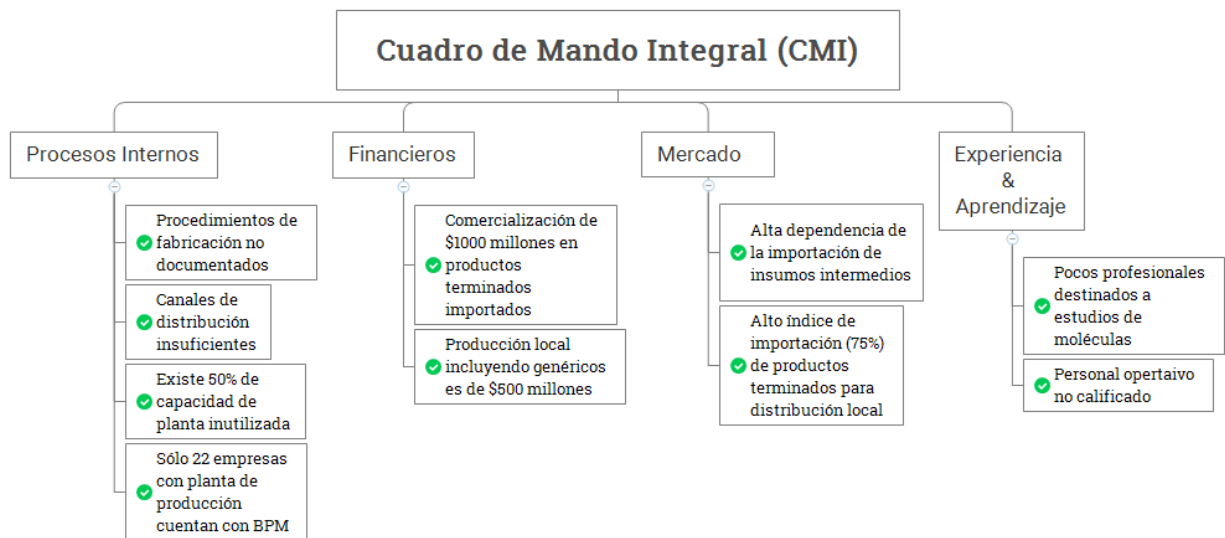 Cuadro de Mando Integral (CMI)
Procesos Internos
Procedimientos de
fabricación no
documentados
Canales de
distribución
insuficientes
Existe 50% de
capacidad de
planta inutilizada
Sólo 22 empresas
con planta de
producción
cuentan con BPM
Financieros
Comercialización de
$1000 millones en
productos
terminados
importados
Producción local
incluyendo genéricos
es de $500 millones
Mercado
Alta dependencia de
la importación de
insumos intermedios
Alto índice de
importación (75%)
de productos
terminados para
distribución local
Experiencia
&
Aprendizaje
Pocos profesionales
destinados a
estudios de
moléculas
Personal opertaivo
no calificado